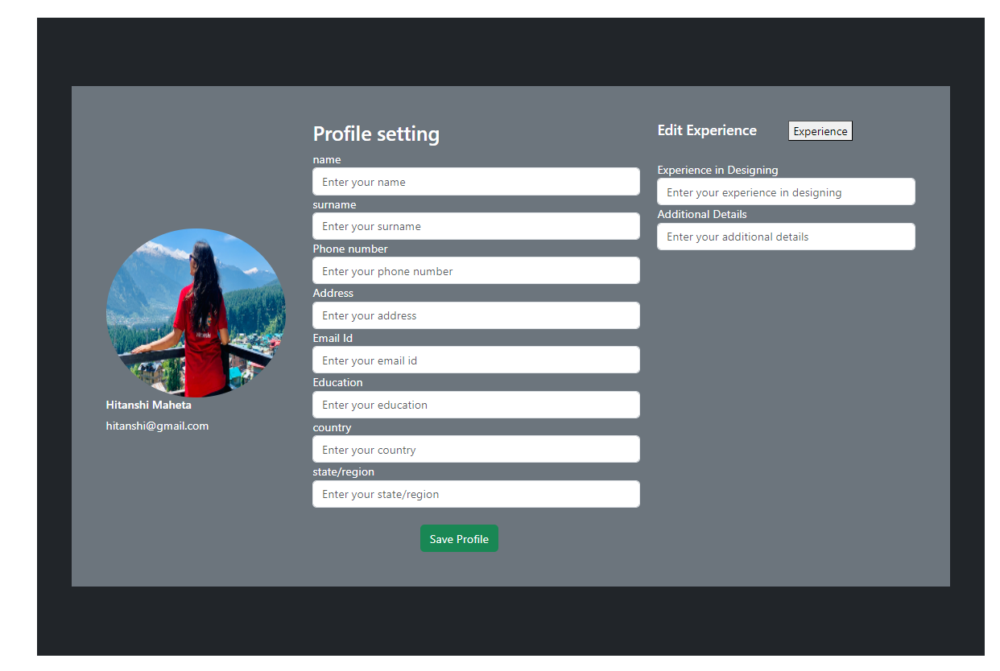 Hitanshi Maheta
hitanshi@gmail.com
Profile setting
name
Enter your name
surname
Enter your surname
Phone number
Enter your phone number
Address
Enter your address
Email Id
Enter your email id
Education
Enter your education
country
Enter your country
state/region
Enter your state/region
Save Profile
Edit Experience
Experience
Experience in Designing
Enter your experience in designing
Additional Details
Enter your additional details